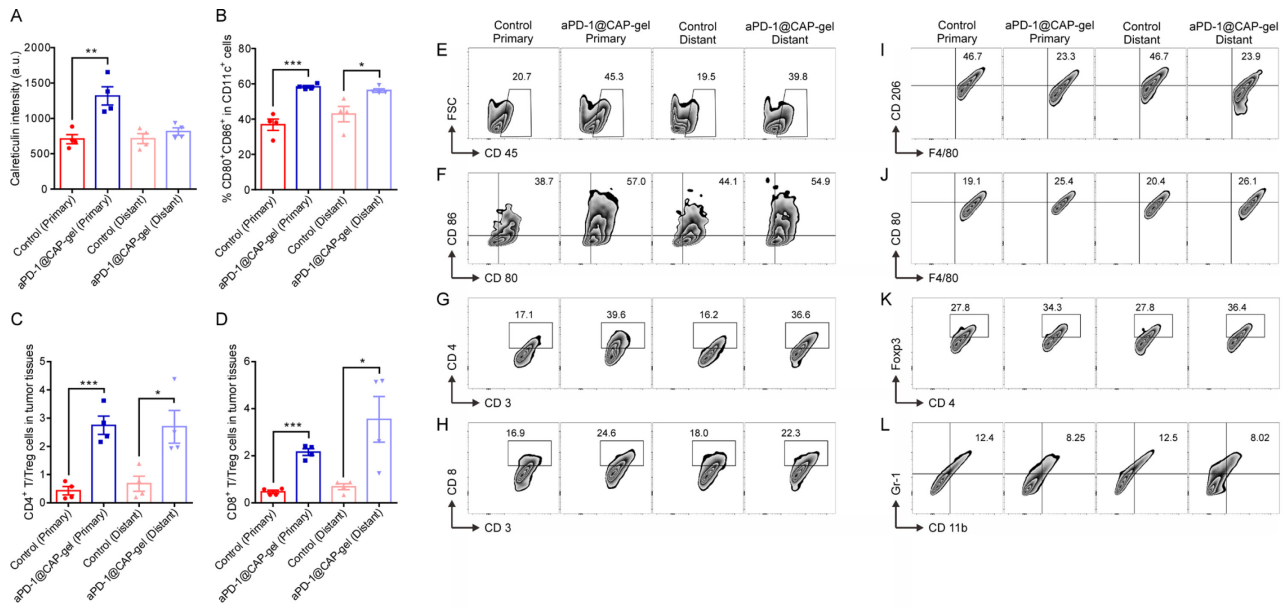 A
Calreticulin intensity (a.u.)
2000
1500
1000
500
0
**
Control (Primary)
aPD-1@CAP-gel (Primary)
Control (Distant)
aPD-1@CAP-gel (Distant)
B
% CD80⁺CD86⁺ in CD11c⁺ cells
80
60
40
20
0
***
*
Control (Primary)
aPD-1@CAP-gel (Primary)
Control (Distant)
aPD-1@CAP-gel (Distant)
C
CD4⁺ T/Treg cells in tumor tissues
5
4
3
2
1
0
***
*
Control (Primary)
aPD-1@CAP-gel (Primary)
Control (Distant)
aPD-1@CAP-gel (Distant)
D
CD8⁺ T/Treg cells in tumor tissues
6
5
4
3
2
1
0
***
*
Control (Primary)
aPD-1@CAP-gel (Primary)
Control (Distant)
aPD-1@CAP-gel (Distant)
Control aPD-1@CAP-gel Control aPD-1@CAP-gel
Primary Primary Distant Distant
E
20.7 45.3 19.5 39.8
FSC
CD 45
F
38.7 57.0 44.1 54.9
CD 86
CD 80
G
17.1 39.6 16.2 36.6
CD 4
CD 3
H
16.9 24.6 18.0 22.3
CD 8
CD 3
Control aPD-1@CAP-gel Control aPD-1@CAP-gel
Primary Primary Distant Distant
I
46.7 23.3 46.7 23.9
CD 206
F4/80
J
19.1 25.4 20.4 26.1
CD 80
F4/80
K
27.8 34.3 27.8 36.4
Foxp3
CD 4
L
12.4 8.25 12.5 8.02
Gr-1
CD 11b